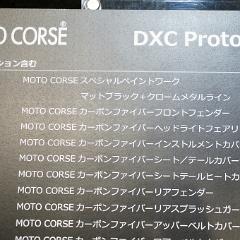 TO CORSE® DXC Proto
ション含む
MOTO CORSE スペシャルペイントワーク
マットブラック+クロームメタルライン
MOTO CORSE カーボンファイバーフロントフェンダー
MOTO CORSE カーボンファイバーヘッドライトフェアリ
MOTO CORSE カーボンファイバーインストルメントカバ
MOTO CORSE カーボンファイバーシート/テールカバー
MOTO CORSE カーボンファイバーシートテールヒートカ
MOTO CORSE カーボンファイバーリアフェンダー
MOTO CORSE カーボンファイバーリアスプラッシュガー
MOTO CORSE カーボンファイバーアッパーベルトカバー